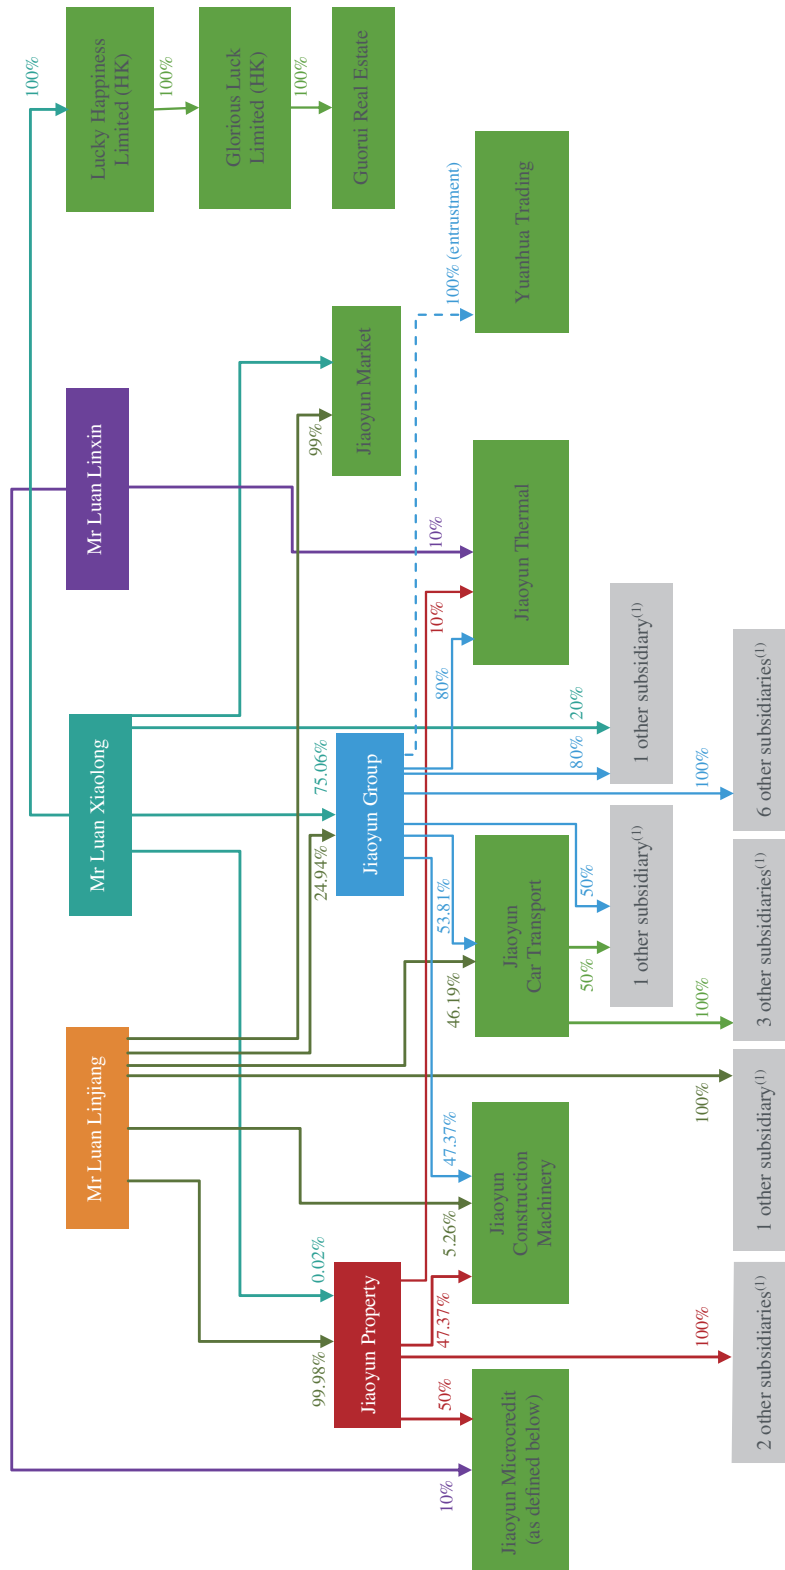 Mr Luan Linjiang
Mr Luan Xiaolong
Mr Luan Linxin
100%
Lucky Happiness
Limited (HK)
100%
Glorious Luck
Limited (HK)
100%
Guorui Real Estate
99.98%
0.02%
24.94%
75.06%
99%
Jiaoyun Property
Jiaoyun Group
Jiaoyun Market
10%
50%
47.37%
5.26%
47.37%
46.19%
53.81%
80%
10%
10%
100% (entrustment)
Jiaoyun Microcredit
(as defined below)
Jiaoyun
Construction
Machinery
Jiaoyun
Car Transport
Jiaoyun Thermal
Yuanhua Trading
50%
50%
80%
20%
1 other subsidiary(1)
1 other subsidiary(1)
100%
100%
100%
100%
2 other subsidiaries(1)
1 other subsidiary(1)
3 other subsidiaries(1)
6 other subsidiaries(1)